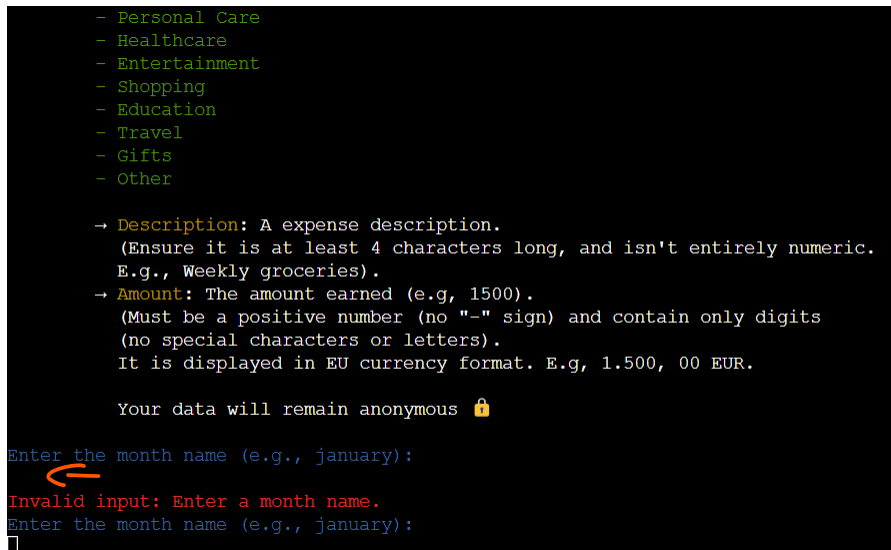 - Personal Care
- Healthcare
- Entertainment
- Shopping
- Education
- Travel
- Gifts
- Other
→ Description: A expense description.
(Ensure it is at least 4 characters long, and isn't entirely numeric.
E.g., Weekly groceries).
→ Amount: The amount earned (e.g, 1500).
(Must be a positive number (no "-" sign) and contain only digits
(no special characters or letters).
It is displayed in EU currency format. E.g, 1.500, 00 EUR.
Your data will remain anonymous 🔒
Enter the month name (e.g., january):
Invalid input: Enter a month name.
Enter the month name (e.g., january):